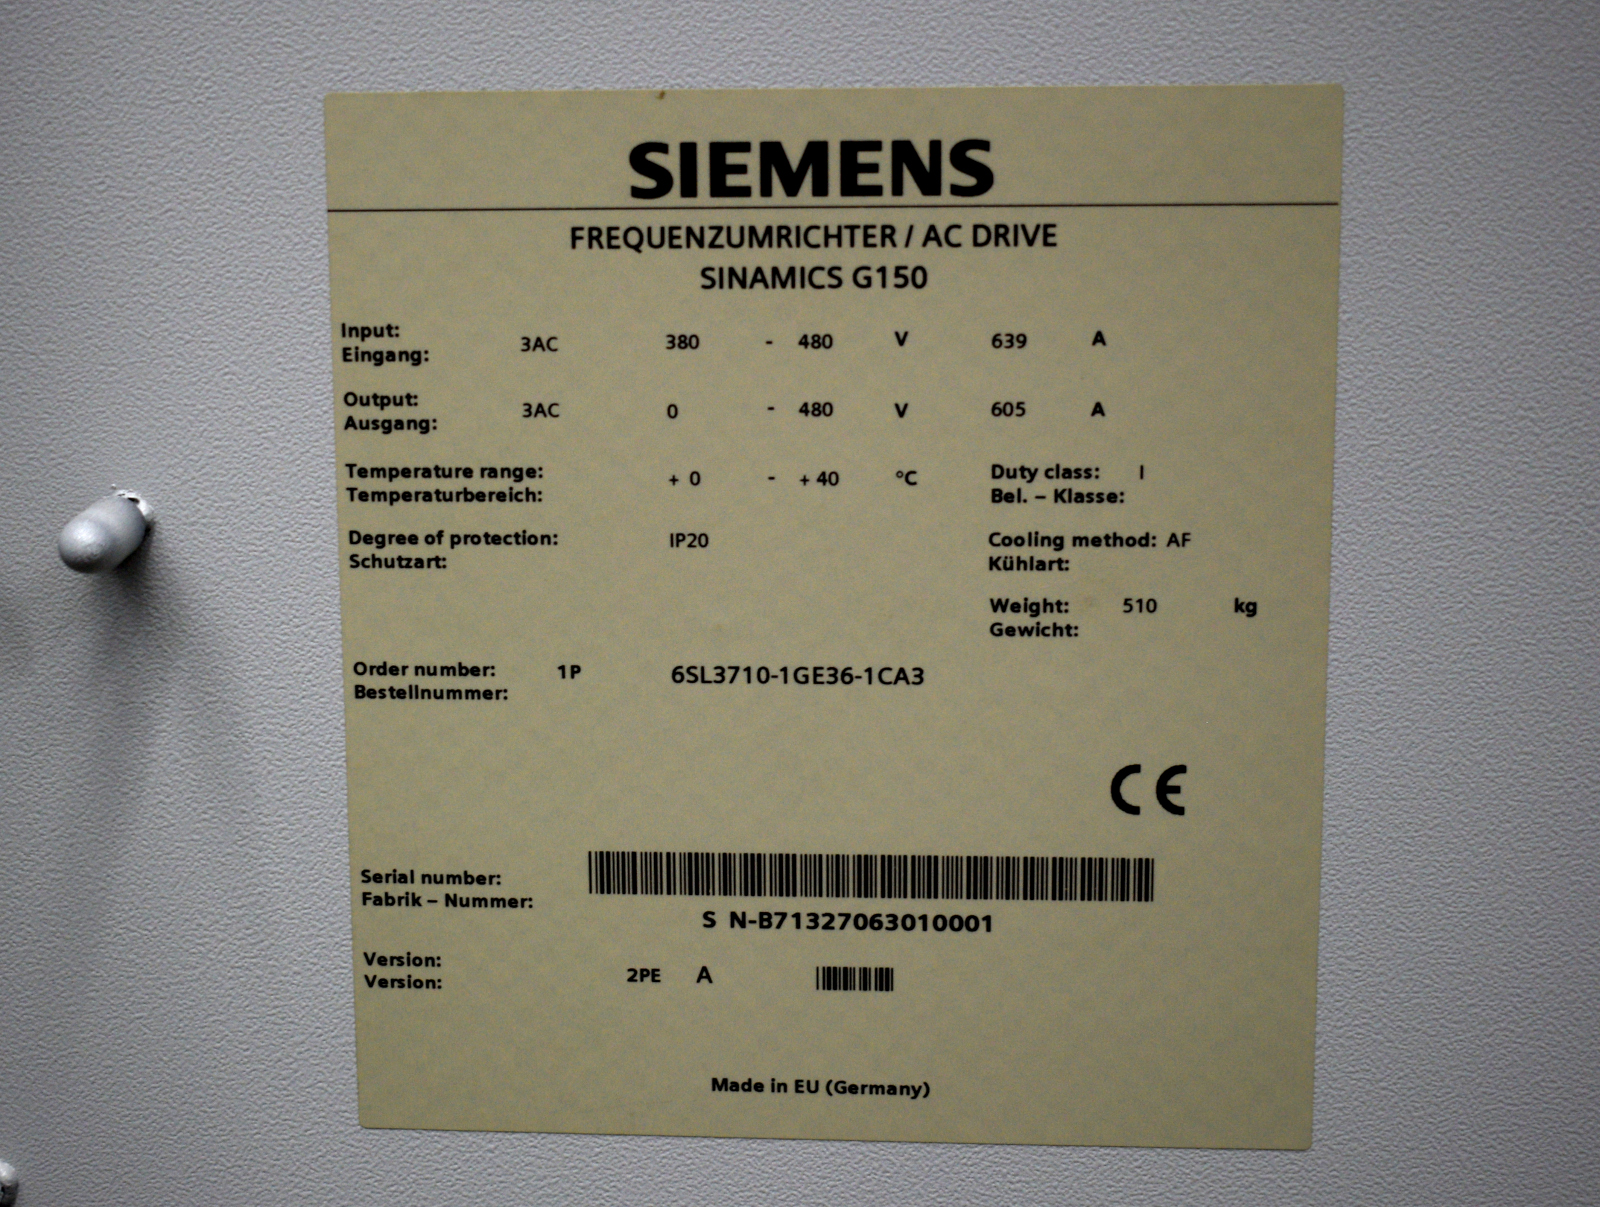 SIEMENS
FREQUENZUMRICHTER / AC DRIVE
SINAMICS G150
Input: 3AC 380 - 480 V 639 A
Eingang:
Output: 3AC 0 - 480 V 605 A
Ausgang:
Temperature range: + 0 - + 40 °C Duty class: I
Temperaturbereich: Bel. – Klasse:
Degree of protection: IP20 Cooling method: AF
Schutzart: Kühlart:
Weight: 510 kg
Gewicht:
Order number: 1P 6SL3710-1GE36-1CA3
Bestellnummer:
CE
Serial number:
Fabrik – Nummer:
S N-B71327063010001
Version:
Version: 2PE A
Made in EU (Germany)